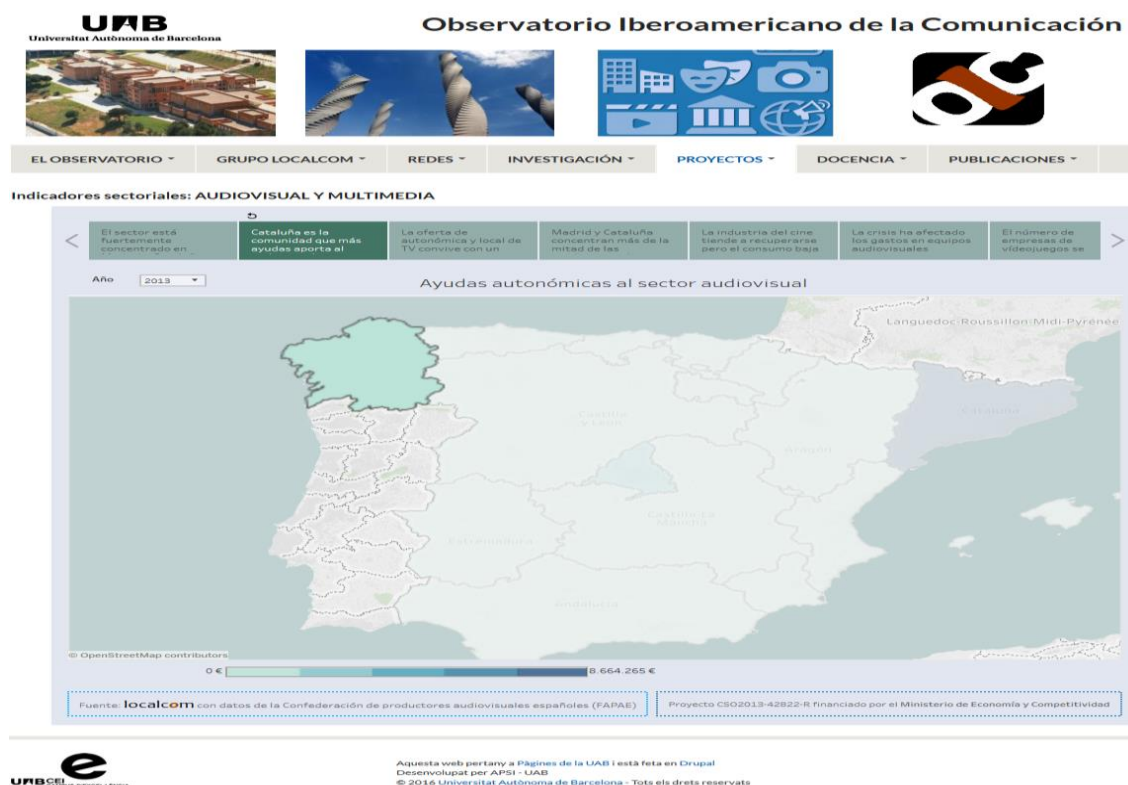 UAB
Universitat Autònoma de Barcelona
Observatorio Iberoamericano de la Comunicación
EL OBSERVATORIO
GRUPO LOCALCOM
REDES
INVESTIGACIÓN
PROYECTOS
DOCENCIA
PUBLICACIONES
Indicadores sectoriales: AUDIOVISUAL Y MULTIMEDIA
<
El sector está
fuertemente
concentrado en
Cataluña es la
comunidad que más
ayudas aporta al
La oferta de
autonómica y local de
TV convive con un
Madrid y Cataluña
concentran más de la
mitad de las
La industria del cine
tiende a recuperarse
pero el consumo baja
La crisis ha afectado
los gastos en equipos
audiovisuales
El número de
empresas de
videojuegos se
>
Año
2013
Ayudas autonómicas al sector audiovisual
Languedoc-Roussillon-Midi-Pyrénée
Castilla
y León
Aragón
Castilla-La
Mancha
Extremadura
Andalucía
© OpenStreetMap contributors
0 €
8.664.265 €
Fuente: localcom con datos de la Confederación de productores audiovisuales españoles (FAPAE)
Proyecto CSO2013-42822-R financiado por el Ministerio de Economía y Competitividad
UAB CEI
Aquesta web pertany a Pàgines de la UAB i està feta en Drupal
Desenvolupat per APSI - UAB
© 2016 Universitat Autònoma de Barcelona - Tots els drets reservats